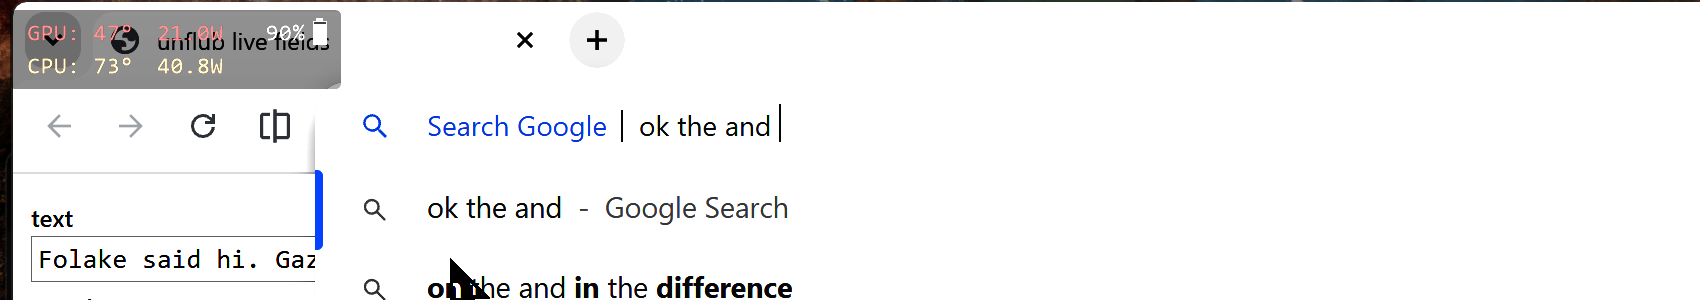 GPU: 47° 21.0W 90%
unflub live fields
CPU: 73° 40.8W
Search Google | ok the and
ok the and - Google Search
text
Folake said hi. Gaz
the and in the difference